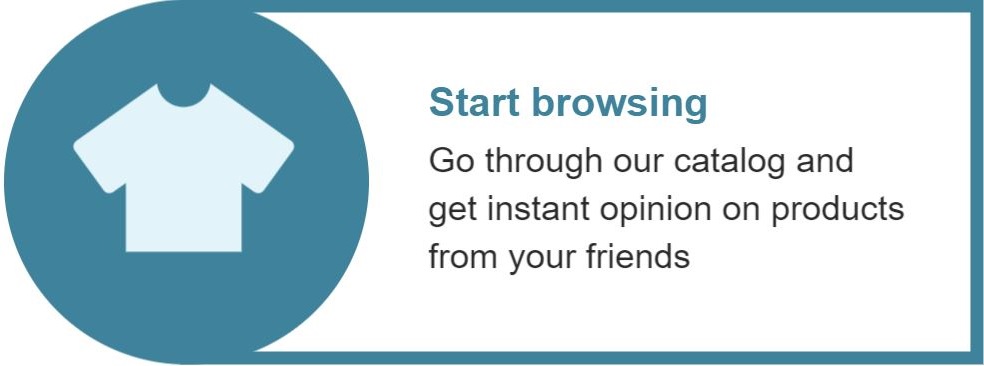 Start browsing
Go through our catalog and
get instant opinion on products
from your friends